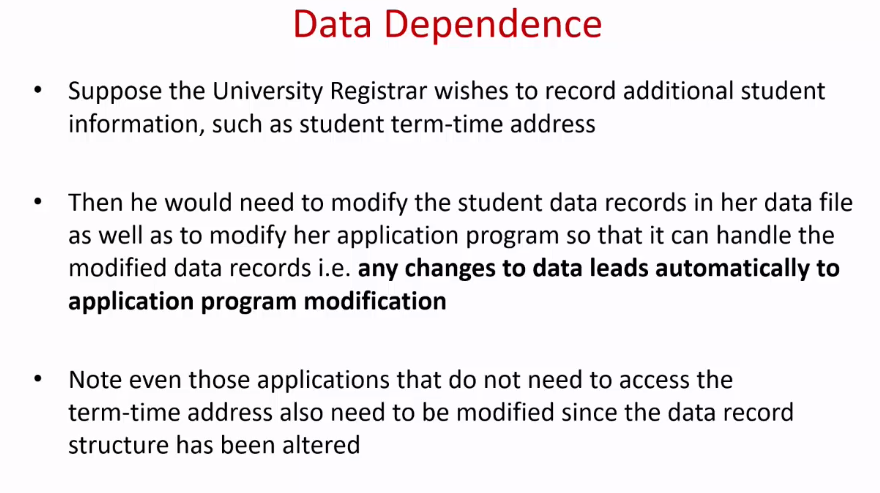 Data Dependence
• Suppose the University Registrar wishes to record additional student
information, such as student term-time address
• Then he would need to modify the student data records in her data file
as well as to modify her application program so that it can handle the
modified data records i.e. any changes to data leads automatically to
application program modification
• Note even those applications that do not need to access the
term-time address also need to be modified since the data record
structure has been altered